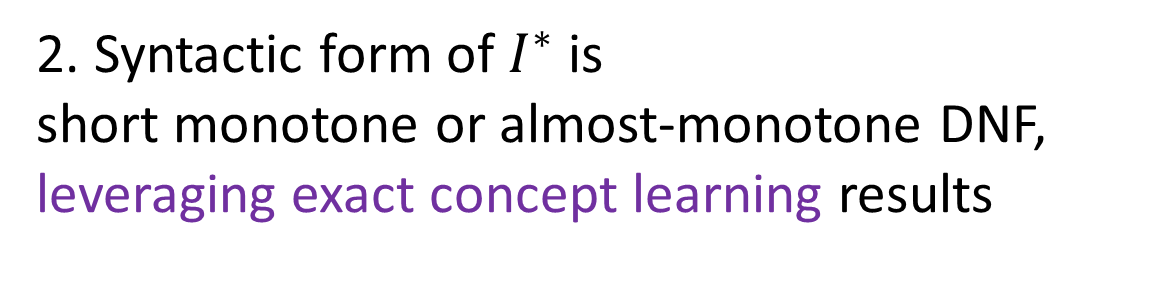 2. Syntactic form of I* is
short monotone or almost-monotone DNF,
leveraging exact concept learning results